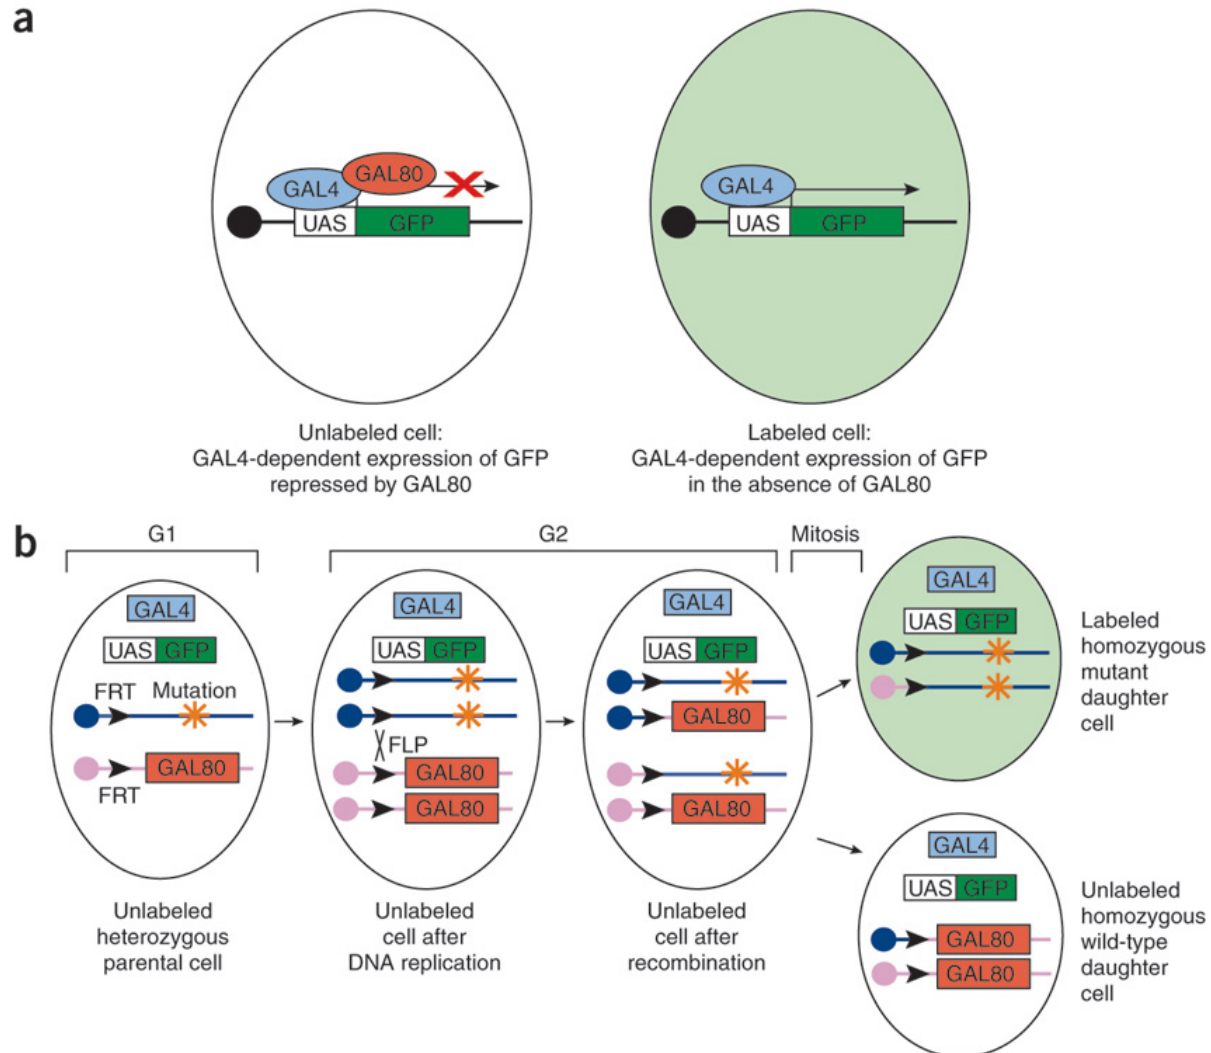 a
GAL4
GAL80
UAS
GFP
GAL4
UAS
GFP
Unlabeled cell:
GAL4-dependent expression of GFP
repressed by GAL80
Labeled cell:
GAL4-dependent expression of GFP
in the absence of GAL80
b
G1
G2
Mitosis
GAL4
UAS GFP
FRT Mutation
GAL80
FRT
Unlabeled
heterozygous
parental cell
GAL4
UAS GFP
FLP
GAL80
GAL80
Unlabeled
cell after
DNA replication
GAL4
UAS GFP
GAL80
GAL80
Unlabeled
cell after
recombination
GAL4
UAS GFP
Labeled
homozygous
mutant
daughter
cell
GAL4
UAS GFP
GAL80
GAL80
Unlabeled
homozygous
wild-type
daughter
cell